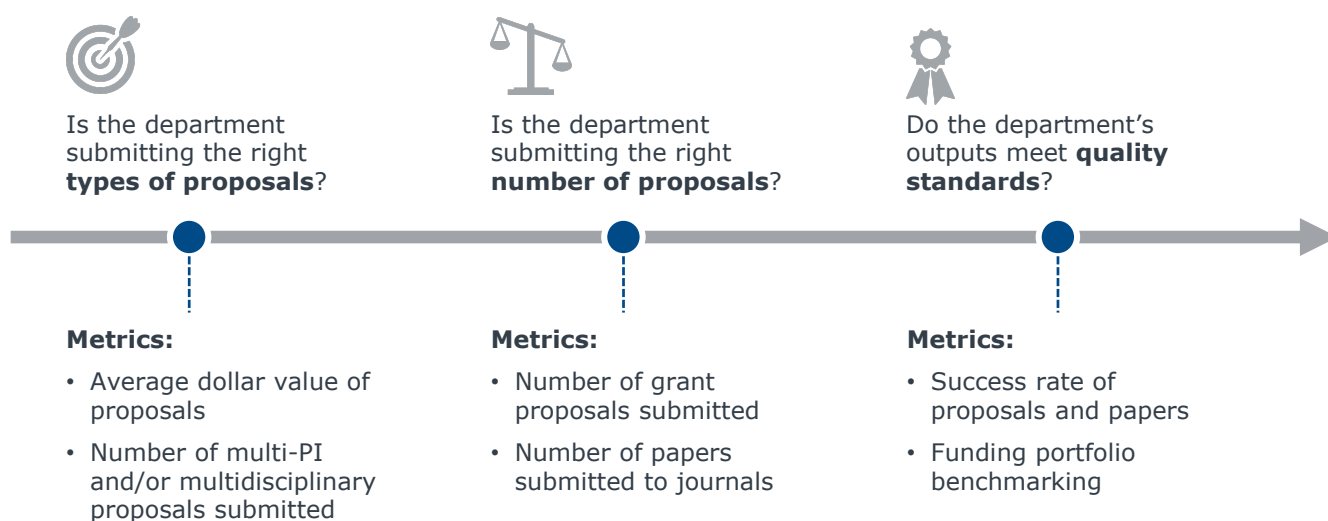 Is the department
submitting the right
types of proposals?
Is the department
submitting the right
number of proposals?
Do the department’s
outputs meet quality
standards?
Metrics:
• Average dollar value of
proposals
• Number of multi-PI
and/or multidisciplinary
proposals submitted
Metrics:
• Number of grant
proposals submitted
• Number of papers
submitted to journals
Metrics:
• Success rate of
proposals and papers
• Funding portfolio
benchmarking